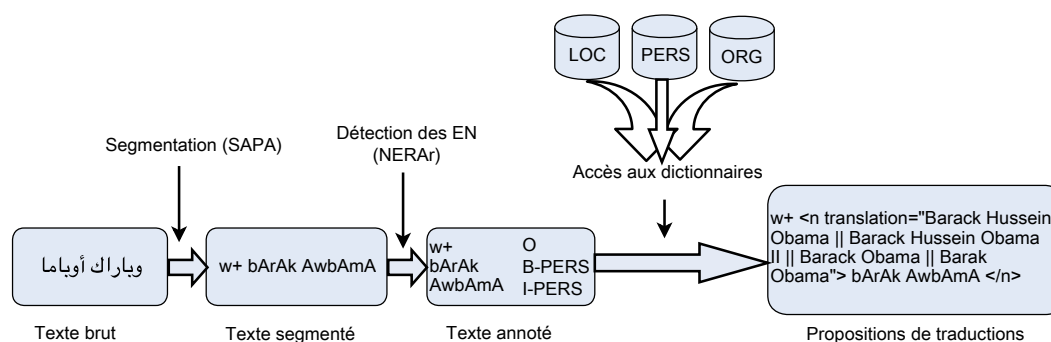 LOC
PERS
ORG
Segmentation (SAPA)
Détection des EN
(NERAr)
Accès aux dictionnaires
وباراك أوباما
w+ bArAk AwbAmA
w+ O
bArAk B-PERS
AwbAmA I-PERS
w+ <n translation="Barack Hussein
Obama || Barack Hussein Obama
II || Barack Obama || Barak
Obama"> bArAk AwbAmA </n>
Texte brut
Texte segmenté
Texte annoté
Propositions de traductions